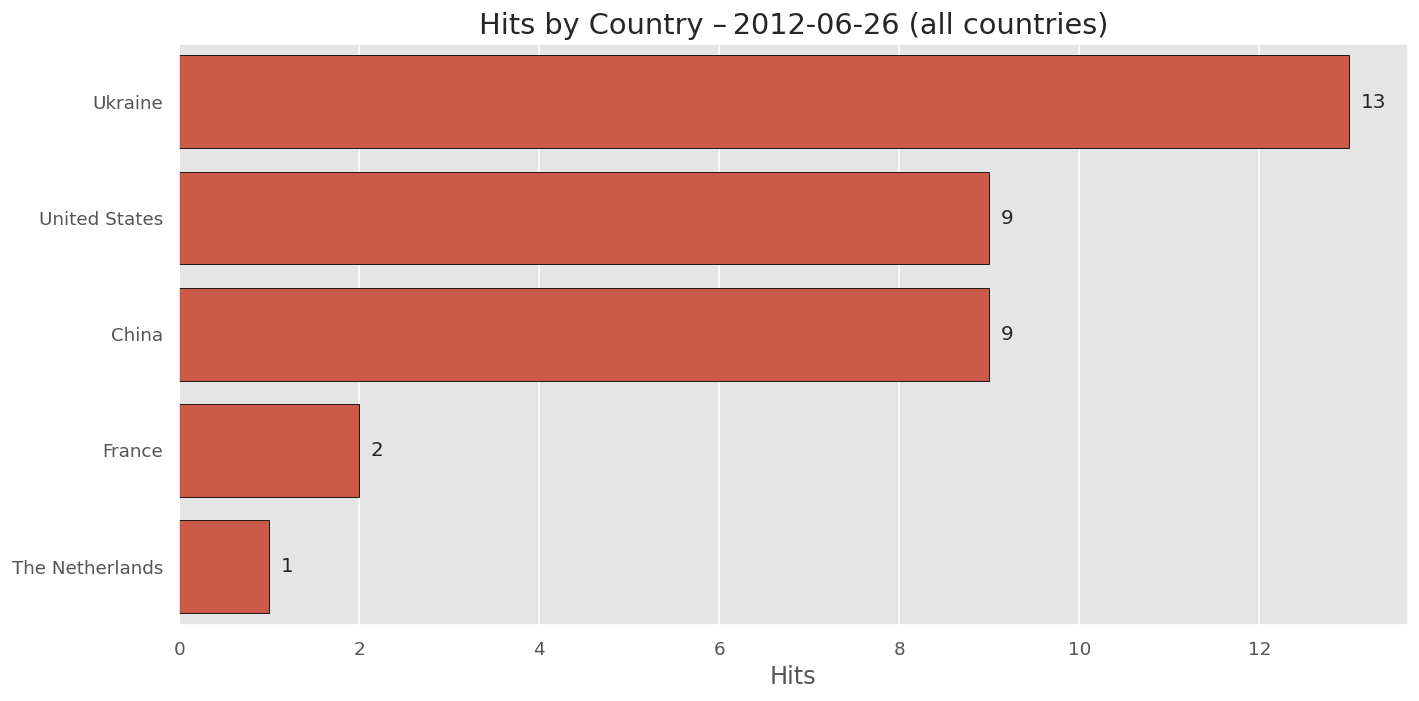 Hits by Country – 2012-06-26 (all countries)
Ukraine
13
United States
9
China
9
France
2
The Netherlands
1
0 2 4 6 8 10 12
Hits